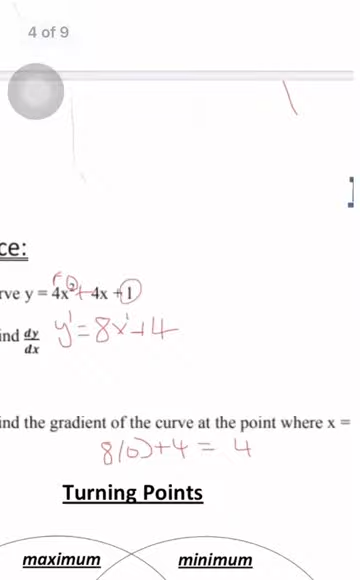 4 of 9
ce:
rve y = 4x² + 4x + 1
ind dy/dx y' = 8x¹ + 4
ind the gradient of the curve at the point where x =
8(0) + 4 = 4
Turning Points
maximum minimum